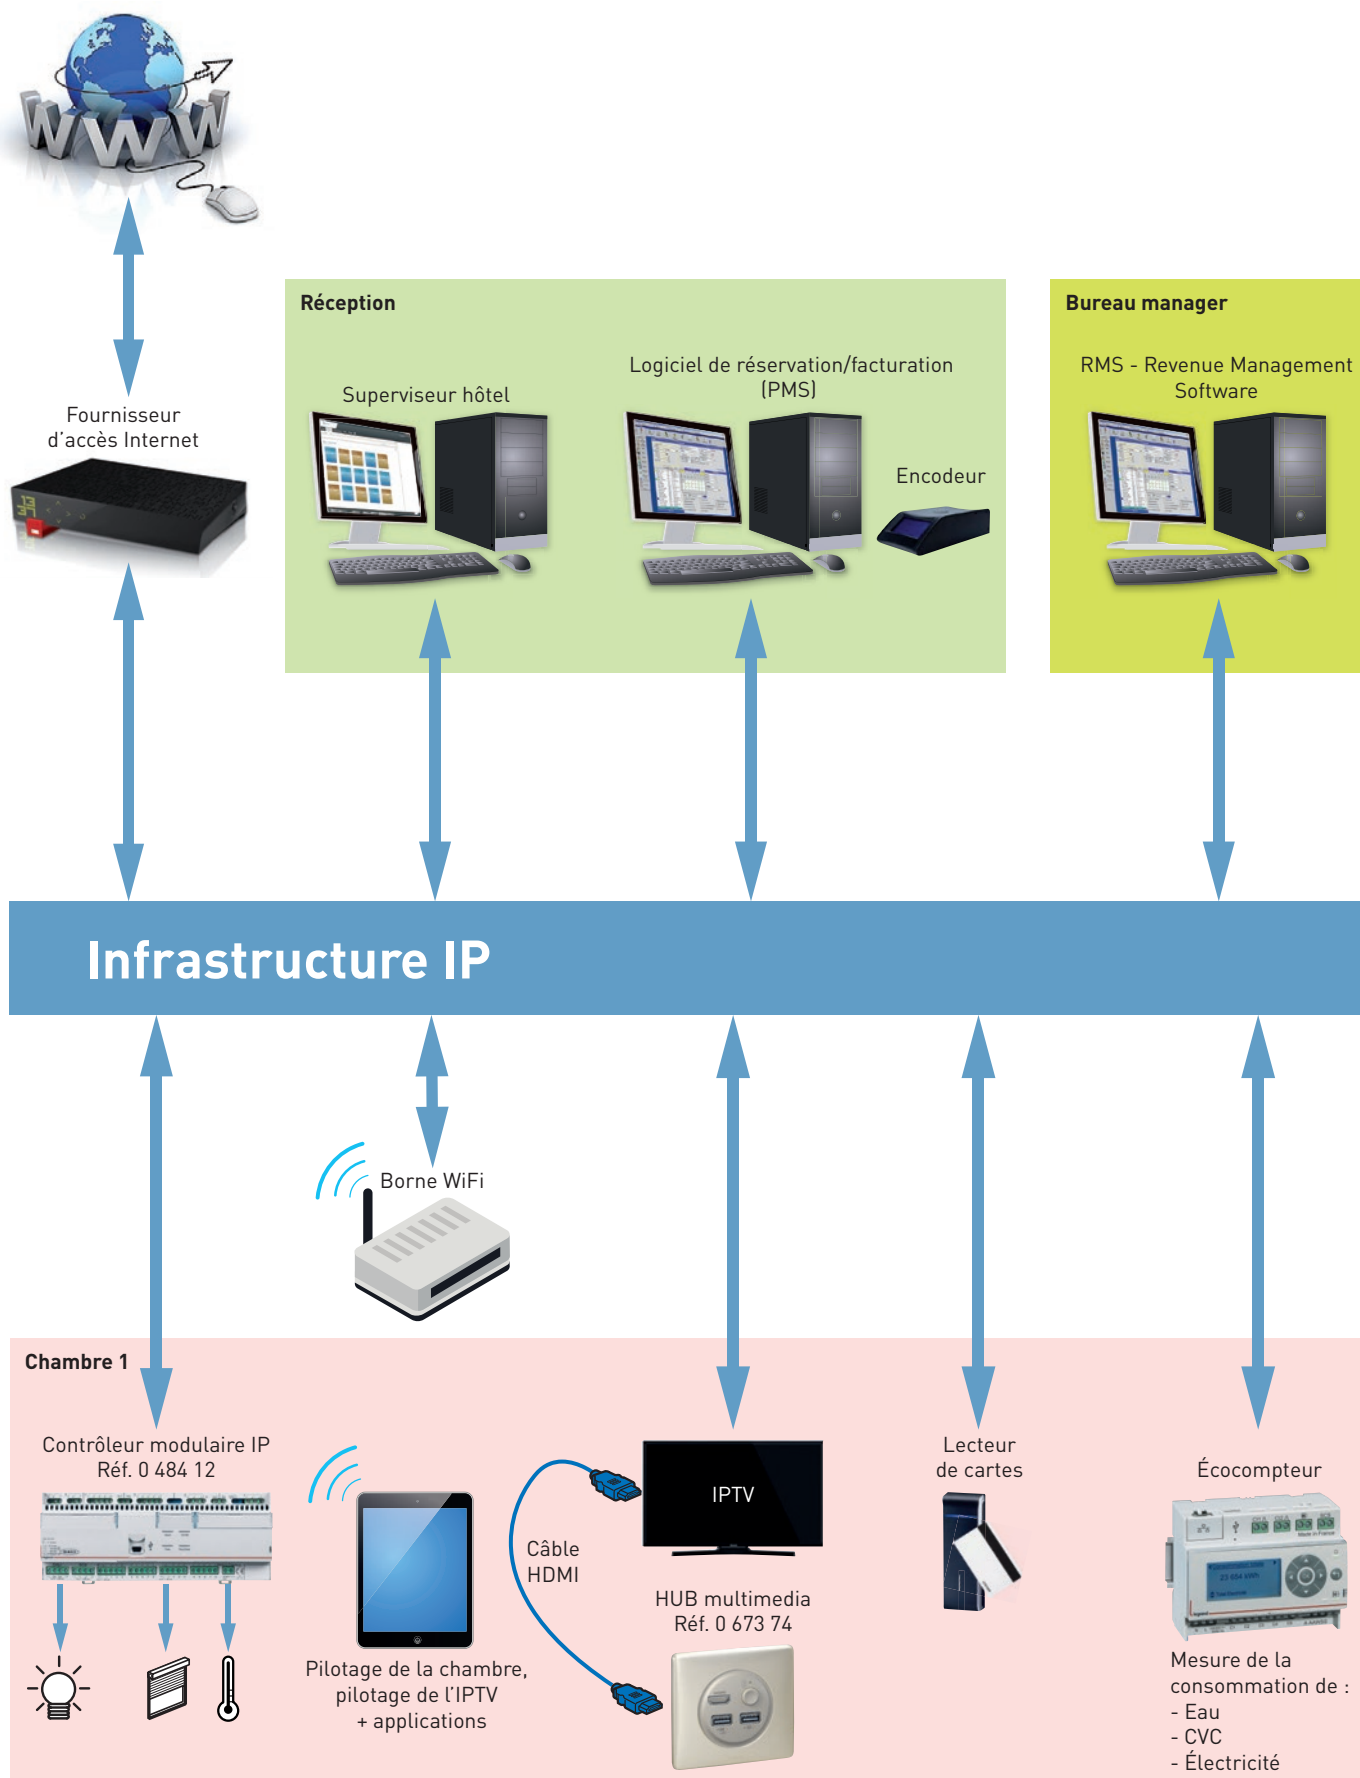 WWW
Fournisseur
d'accès Internet
Réception
Superviseur hôtel
Logiciel de réservation/facturation
(PMS)
Encodeur
Bureau manager
RMS - Revenue Management
Software
Infrastructure IP
Borne WiFi
Chambre 1
Contrôleur modulaire IP
Réf. 0 484 12
Pilotage de la chambre,
pilotage de l'IPTV
+ applications
Câble
HDMI
IPTV
HUB multimedia
Réf. 0 673 74
Lecteur
de cartes
Écocompteur
Made in France
Mesure de la
consommation de :
- Eau
- CVC
- Électricité